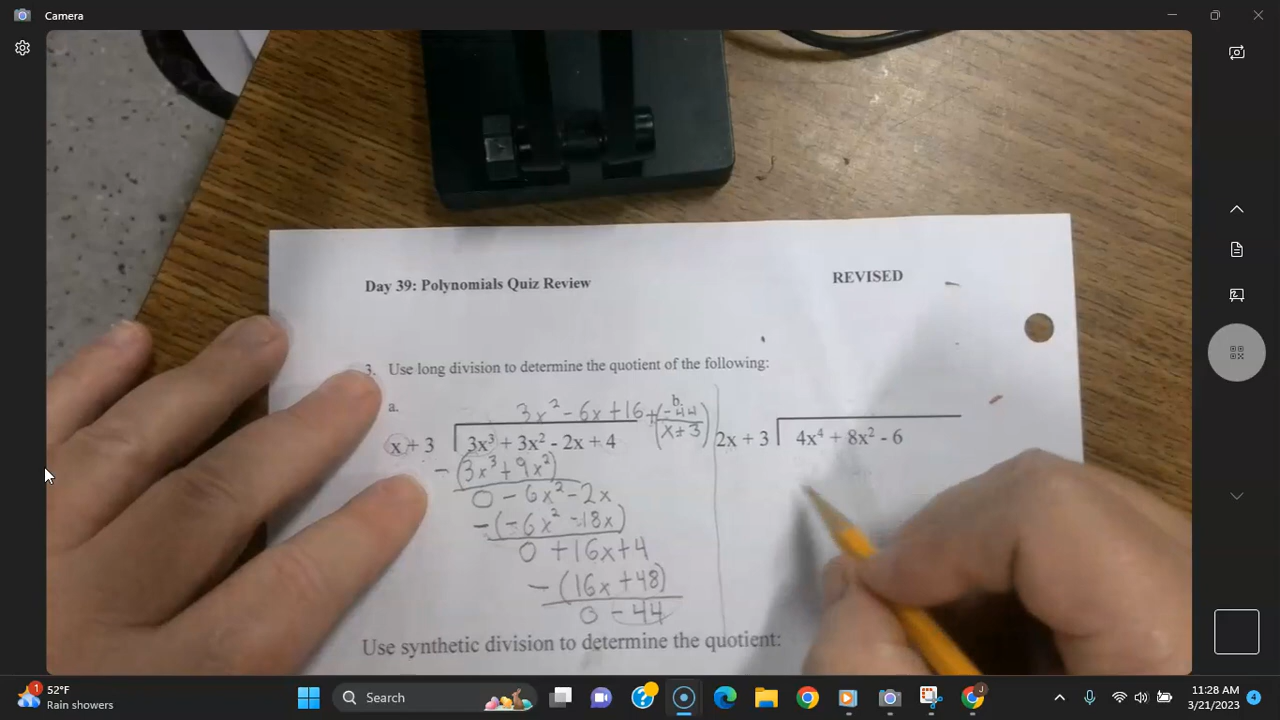 Camera
Day 39: Polynomials Quiz Review
REVISED
3. Use long division to determine the quotient of the following:
a.
b.
3x² - 6x + 16 + (-44/(x+3))
x + 3
3x³ + 3x² - 2x + 4
2x + 3
4x⁴ + 8x² - 6
- (3x³ + 9x²)
0 - 6x² - 2x
- (-6x² - 18x)
0 + 16x + 4
- (16x + 48)
0 - 44
Use synthetic division to determine the quotient:
1
52°F
Rain showers
Search
J
11:28 AM
3/21/2023
4